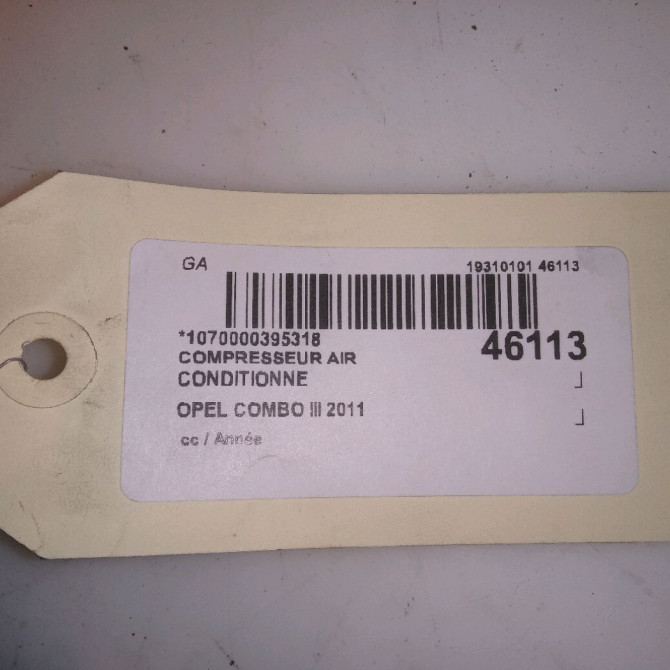 GA 19310101 46113
*1070000395318 46113
COMPRESSEUR AIR
CONDITIONNE
OPEL COMBO III 2011
cc / Année